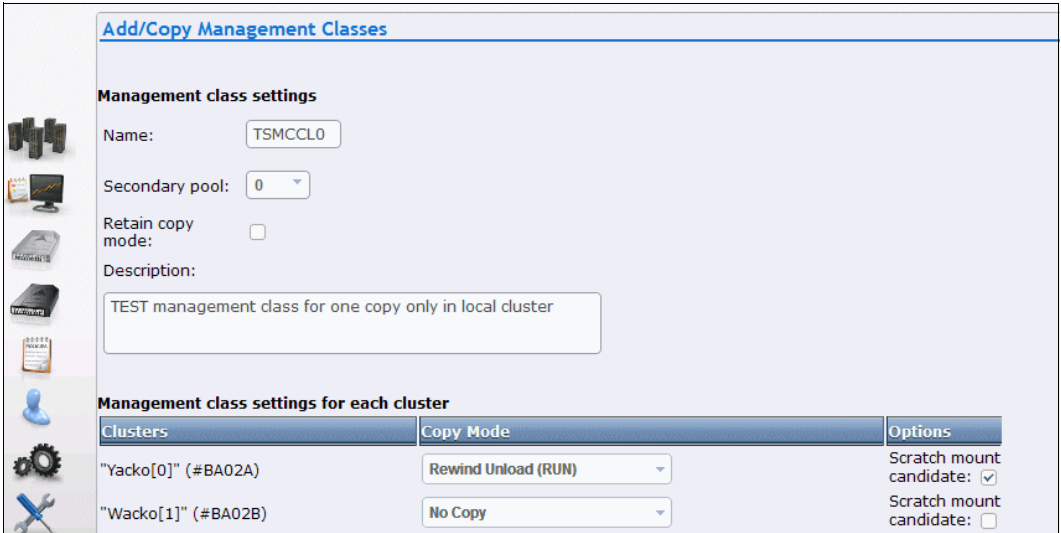 Add/Copy Management Classes
Management class settings
Name: TSMCCL0
Secondary pool: 0
Retain copy
mode:
Description:
TEST management class for one copy only in local cluster
Management class settings for each cluster
Clusters Copy Mode Options
"Yacko[0]" (#BA02A) Rewind Unload (RUN) Scratch mount
candidate:
"Wacko[1]" (#BA02B) No Copy Scratch mount
candidate: